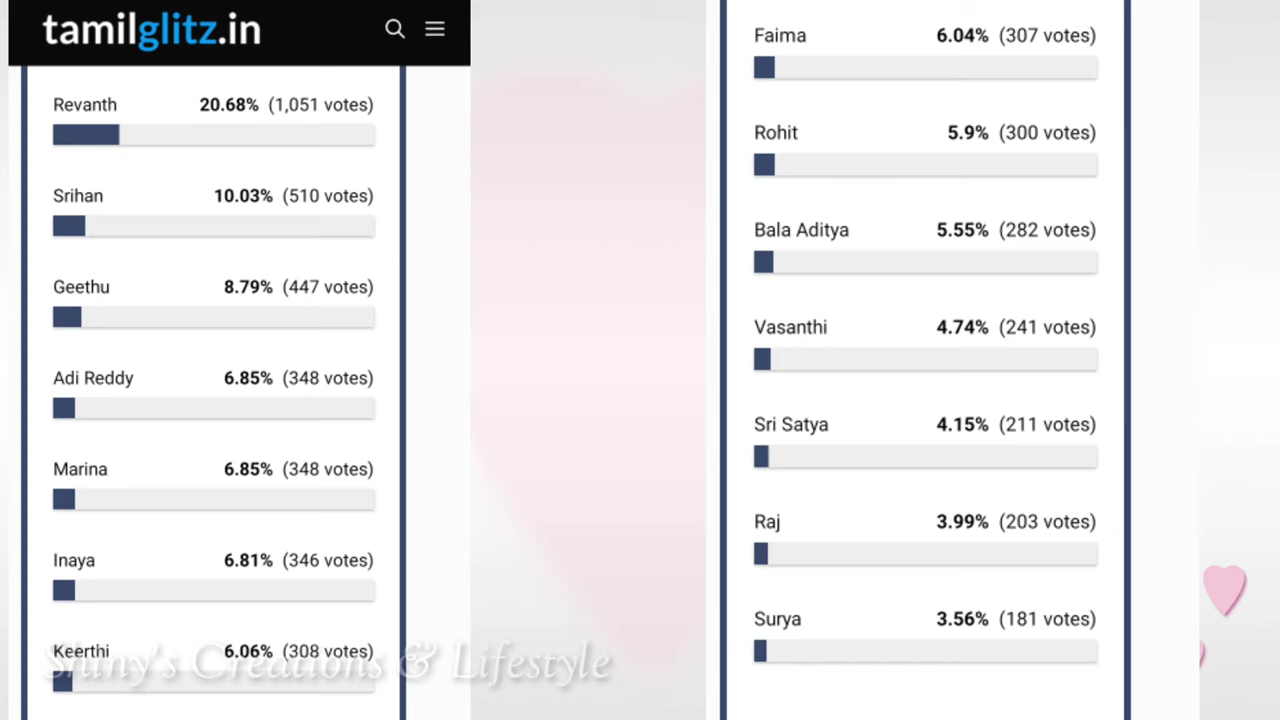 tamilglitz.in
Revanth 20.68% (1,051 votes)
Srihan 10.03% (510 votes)
Geethu 8.79% (447 votes)
Adi Reddy 6.85% (348 votes)
Marina 6.85% (348 votes)
Inaya 6.81% (346 votes)
Keerthi 6.06% (308 votes)
Shiny's Creations & Lifestyle
Faima 6.04% (307 votes)
Rohit 5.9% (300 votes)
Bala Aditya 5.55% (282 votes)
Vasanthi 4.74% (241 votes)
Sri Satya 4.15% (211 votes)
Raj 3.99% (203 votes)
Surya 3.56% (181 votes)